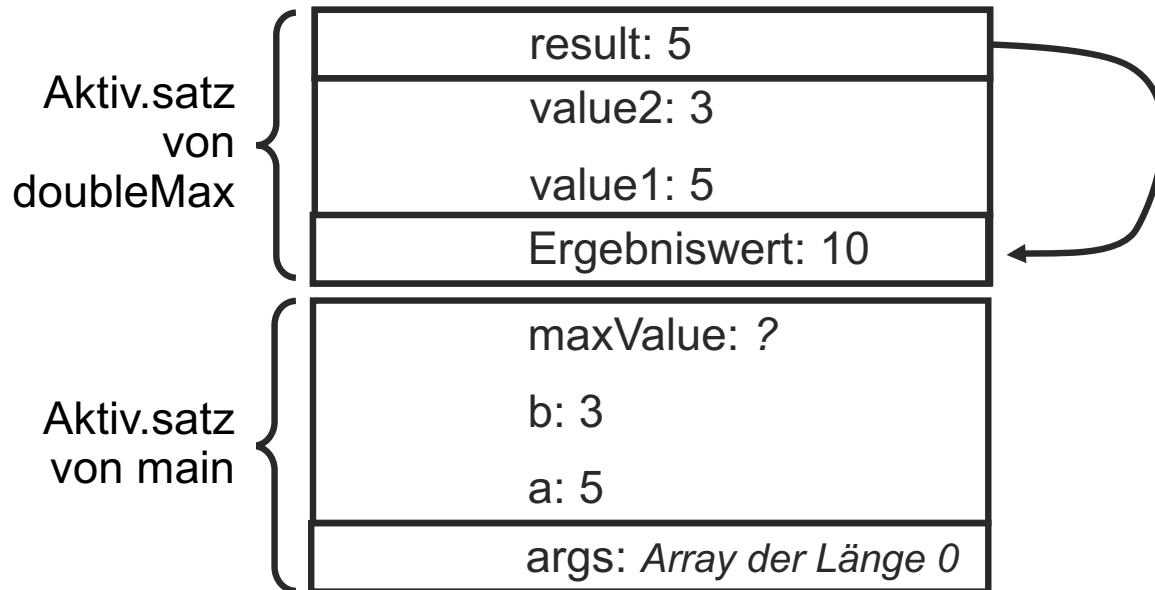 Aktiv.satz
von
doubleMax
result: 5
value2: 3
value1: 5
Ergebniswert: 10
Aktiv.satz
von main
maxValue: ?
b: 3
a: 5
args: Array der Länge 0